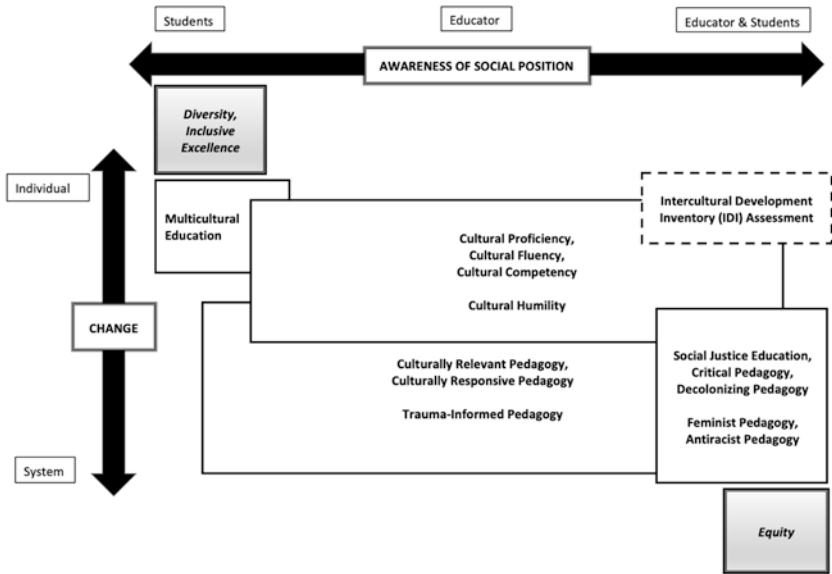 Students
Educator
Educator & Students
AWARENESS OF SOCIAL POSITION
Diversity,
Inclusive
Excellence
Individual
Multicultural
Education
Intercultural Development
Inventory (IDI) Assessment
Cultural Proficiency,
Cultural Fluency,
Cultural Competency
Cultural Humility
CHANGE
Culturally Relevant Pedagogy,
Culturally Responsive Pedagogy
Trauma-Informed Pedagogy
Social Justice Education,
Critical Pedagogy,
Decolonizing Pedagogy
Feminist Pedagogy,
Antiracist Pedagogy
System
Equity